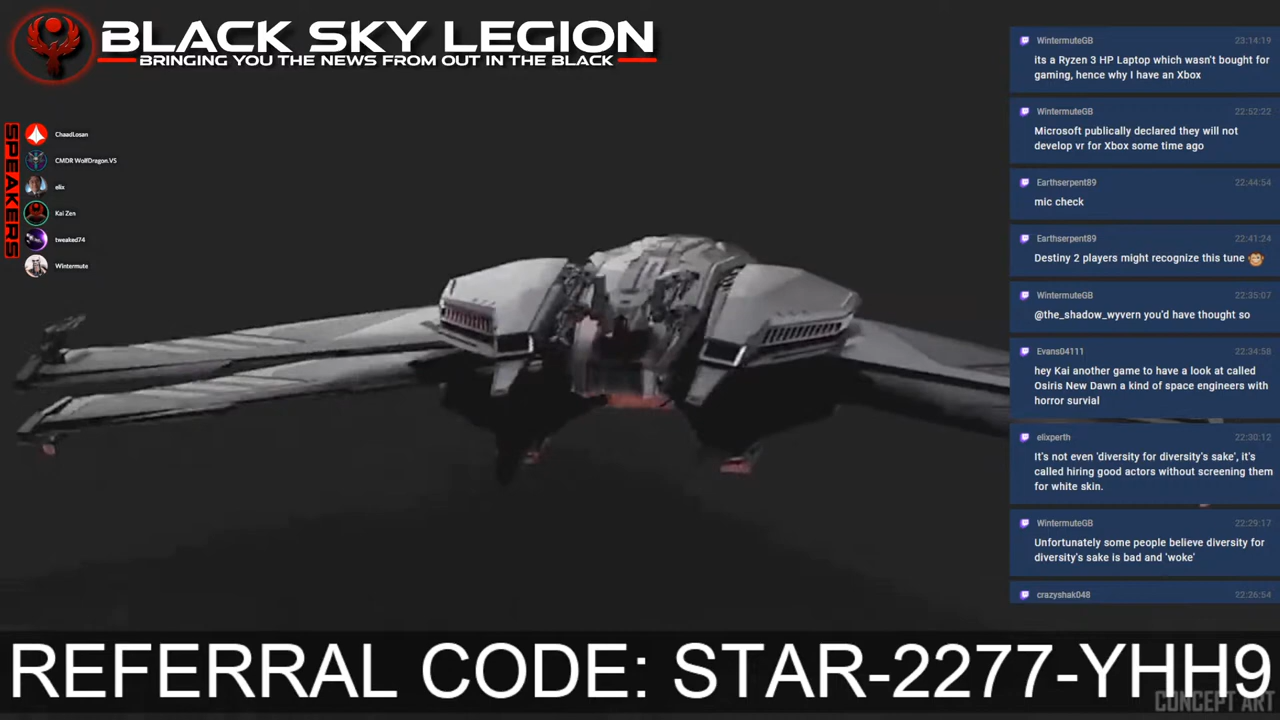 BLACK SKY LEGION
BRINGING YOU THE NEWS FROM OUT IN THE BLACK
SPEAKERS
ChaadLosan
CMDR WolfDragon.VS
elix
Kai Zen
tweaked74
Wintermute
WintermuteGB 23:14:19
its a Ryzen 3 HP Laptop which wasn't bought for
gaming, hence why I have an Xbox
WintermuteGB 22:52:22
Microsoft publically declared they will not
develop vr for Xbox some time ago
Earthserpent89 22:44:54
mic check
Earthserpent89 22:41:24
Destiny 2 players might recognize this tune
WintermuteGB 22:35:07
@the_shadow_wyvern you'd have thought so
Evans04111 22:34:58
hey Kai another game to have a look at called
Osiris New Dawn a kind of space engineers with
horror survial
elixperth 22:30:12
It's not even 'diversity for diversity's sake', it's
called hiring good actors without screening them
for white skin.
WintermuteGB 22:29:17
Unfortunately some people believe diversity for
diversity's sake is bad and 'woke'
crazyshak048 22:26:54
REFERRAL CODE: STAR-2277-YHH9
CONCEPT ART